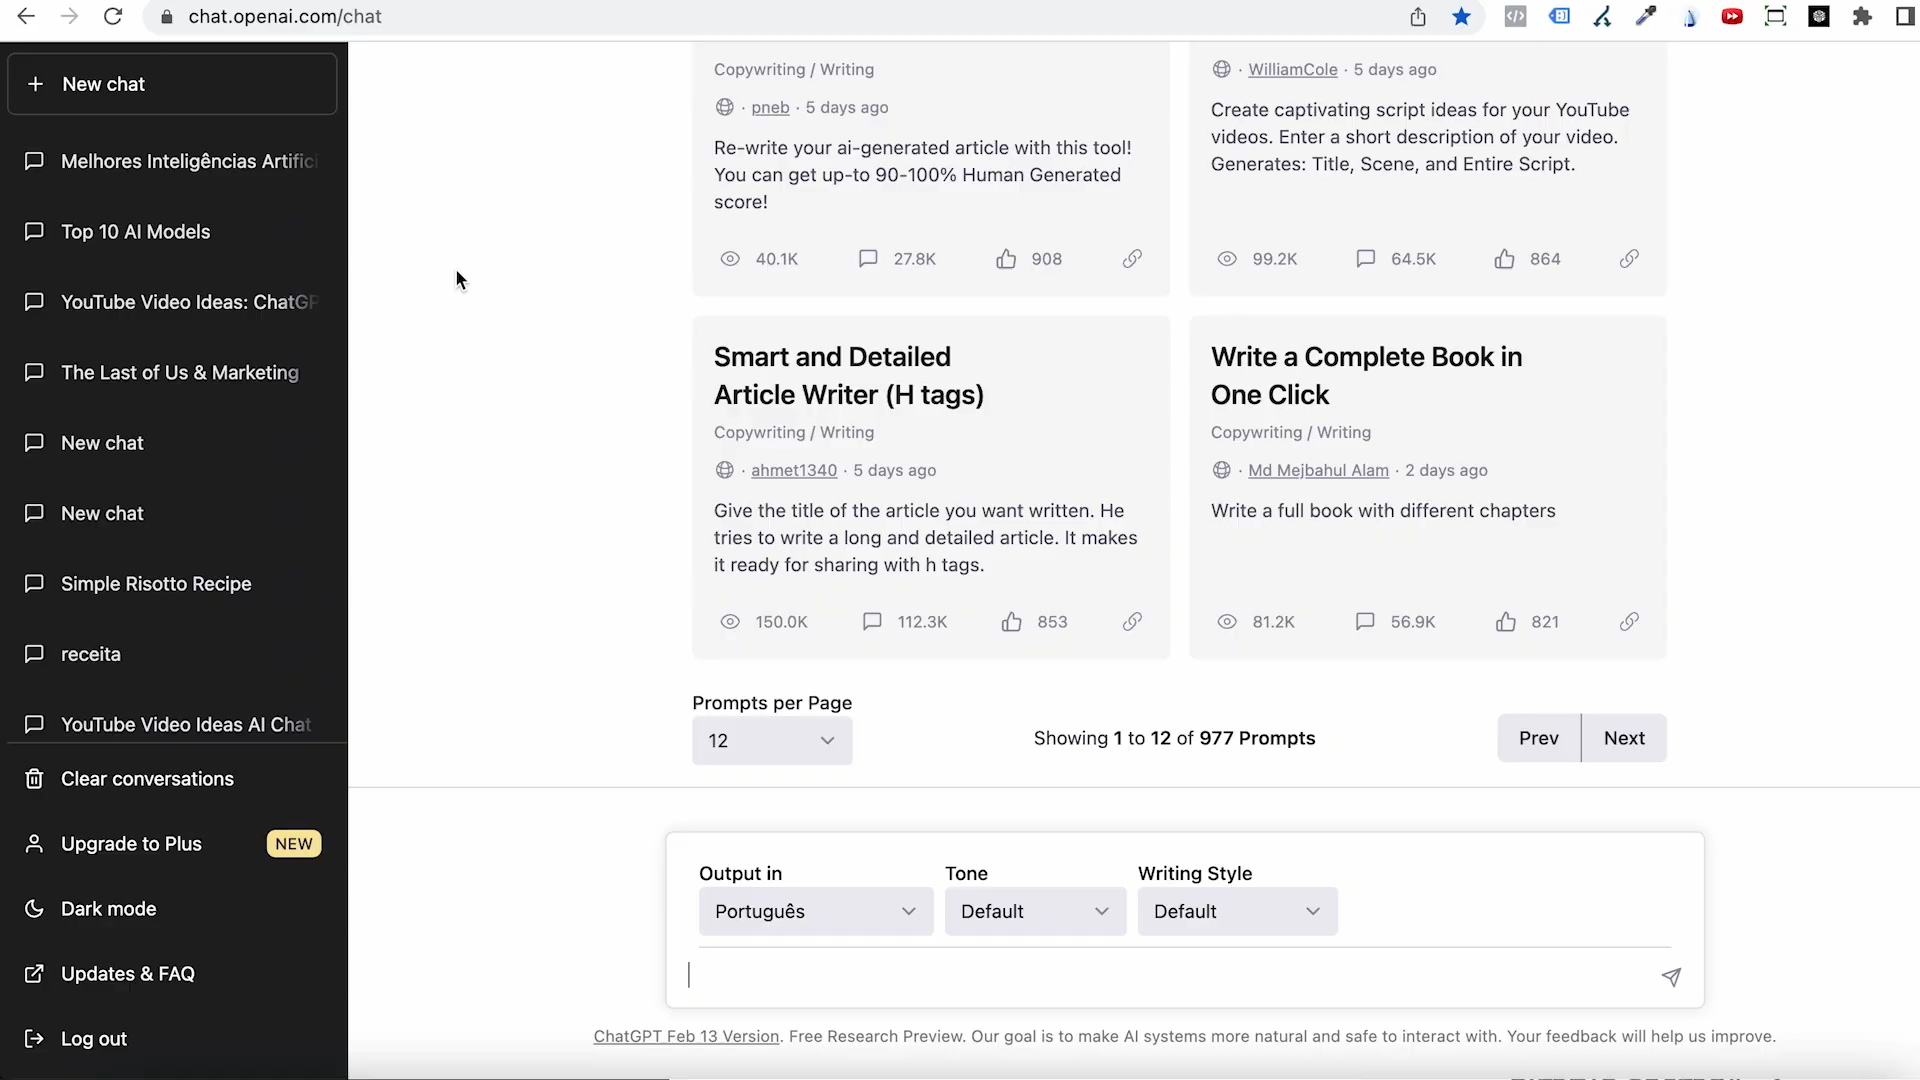 chat.openai.com/chat
New chat
Melhores Inteligências Artific
Top 10 AI Models
YouTube Video Ideas: ChatGP
The Last of Us & Marketing
New chat
New chat
Simple Risotto Recipe
receita
YouTube Video Ideas AI Chat
Clear conversations
Upgrade to Plus NEW
Dark mode
Updates & FAQ
Log out
Copywriting / Writing
· pneb · 5 days ago
Re-write your ai-generated article with this tool!
You can get up-to 90-100% Human Generated
score!
40.1K 27.8K 908
· WilliamCole · 5 days ago
Create captivating script ideas for your YouTube
videos. Enter a short description of your video.
Generates: Title, Scene, and Entire Script.
99.2K 64.5K 864
Smart and Detailed
Article Writer (H tags)
Copywriting / Writing
· ahmet1340 · 5 days ago
Give the title of the article you want written. He
tries to write a long and detailed article. It makes
it ready for sharing with h tags.
150.0K 112.3K 853
Write a Complete Book in
One Click
Copywriting / Writing
· Md Mejbahul Alam · 2 days ago
Write a full book with different chapters
81.2K 56.9K 821
Prompts per Page
12
Showing 1 to 12 of 977 Prompts
Prev Next
Output in Tone Writing Style
Português Default Default
ChatGPT Feb 13 Version. Free Research Preview. Our goal is to make AI systems more natural and safe to interact with. Your feedback will help us improve.